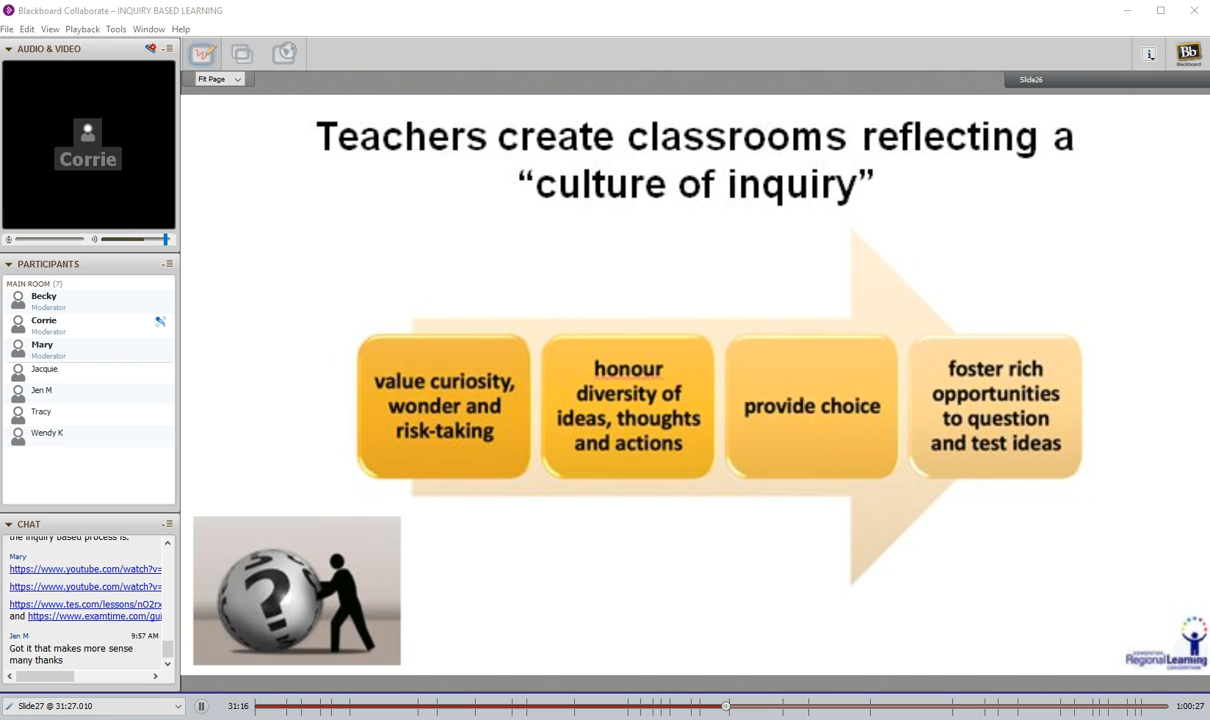 Blackboard Collaborate – INQUIRY BASED LEARNING
File Edit View Playback Tools Window Help
AUDIO & VIDEO
Corrie
PARTICIPANTS
MAIN ROOM (7)
Becky
Moderator
Corrie
Moderator
Mary
Moderator
Jacquie
Jen M
Tracy
Wendy K
CHAT
the inquiry based process is.
Mary
https://www.youtube.com/watch?v=
https://www.youtube.com/watch?v=
https://www.tes.com/lessons/nO2rx
and https://www.examtime.com/gui
Jen M 9:57 AM
Got it that makes more sense
many thanks
Fit Page
Slide26
Bb
Blackboard
Teachers create classrooms reflecting a
“culture of inquiry”
value curiosity,
wonder and
risk-taking
honour
diversity of
ideas, thoughts
and actions
provide choice
foster rich
opportunities
to question
and test ideas
?
Regional Learning
Slide27 @ 31:27.010
31:16
1:00:27